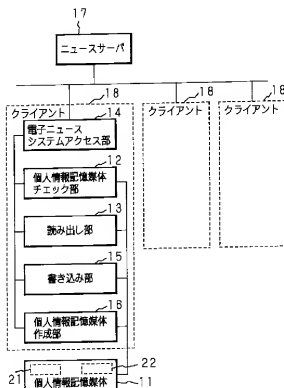 17
ニュースサーバ
18
18
18
クライアント
クライアント
クライアント
14
電子ニュース
システムアクセス部
12
個人情報記憶媒体
チェック部
13
読み出し部
15
書き込み部
16
個人情報記憶媒体
作成部
21
22
個人情報記憶媒体
11